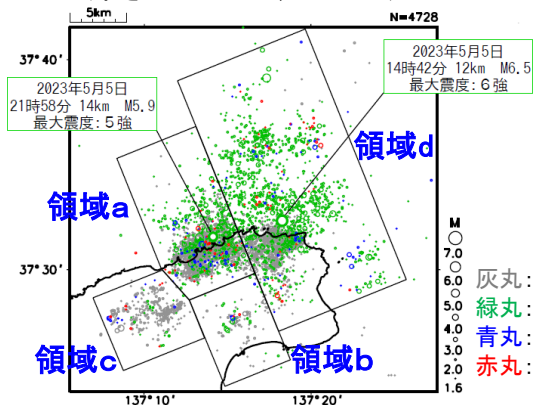 5km
N=4728
37°40'
2023年5月5日
14時42分 12km M6.5
最大震度:6強
2023年5月5日
21時58分 14km M5.9
最大震度:5強
領域d
領域a
M
7.0
6.0
5.0
4.0
3.0
2.0
1.6
灰丸:
緑丸:
青丸:
赤丸:
37°30'
領域c
領域b
137°10'
137°20'